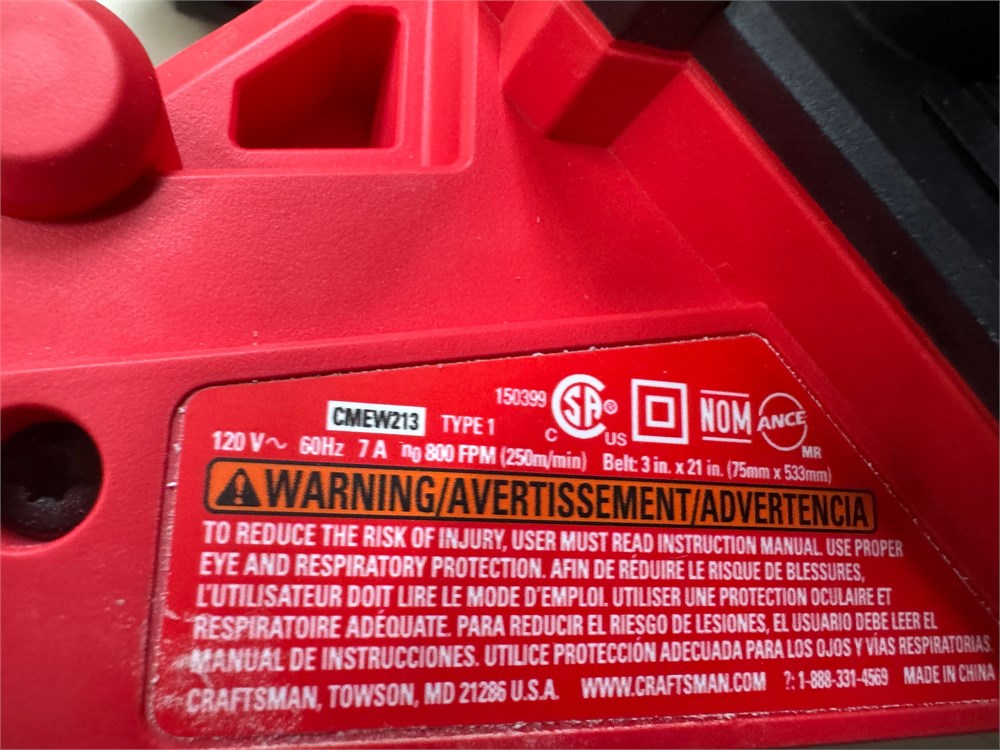 150399 C SA ® US NOM ANCE MR
CMEW213 TYPE 1
120 V~ 60Hz 7 A n0 800 FPM (250m/min) Belt: 3 in. x 21 in. (75mm x 533mm)
WARNING/AVERTISSEMENT/ADVERTENCIA
TO REDUCE THE RISK OF INJURY, USER MUST READ INSTRUCTION MANUAL. USE PROPER
EYE AND RESPIRATORY PROTECTION. AFIN DE RÉDUIRE LE RISQUE DE BLESSURES,
L'UTILISATEUR DOIT LIRE LE MODE D'EMPLOI. UTILISER UNE PROTECTION OCULAIRE ET
RESPIRATOIRE ADÉQUATE. PARA REDUCIR EL RIESGO DE LESIONES, EL USUARIO DEBE LEER EL
MANUAL DE INSTRUCCIONES. UTILICE PROTECCIÓN ADECUADA PARA LOS OJOS Y VÍAS RESPIRATORIAS.
CRAFTSMAN, TOWSON, MD 21286 U.S.A. WWW.CRAFTSMAN.COM ?: 1-888-331-4569 MADE IN CHINA